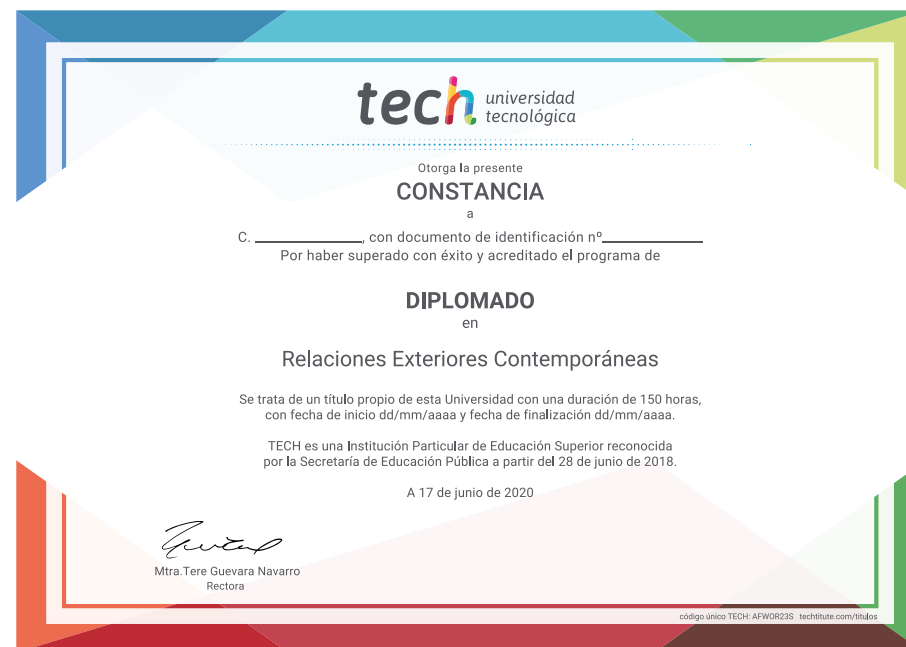 tech universidad
tecnológica
Otorga la presente
CONSTANCIA
a
C. ______________, con documento de identificación nº_____________
Por haber superado con éxito y acreditado el programa de
DIPLOMADO
en
Relaciones Exteriores Contemporáneas
Se trata de un título propio de esta Universidad con una duración de 150 horas,
con fecha de inicio dd/mm/aaaa y fecha de finalización dd/mm/aaaa.
TECH es una Institución Particular de Educación Superior reconocida
por la Secretaría de Educación Pública a partir del 28 de junio de 2018.
A 17 de junio de 2020
Mtra.Tere Guevara Navarro
Rectora
código único TECH: AFWOR23S techtitute.com/titulos